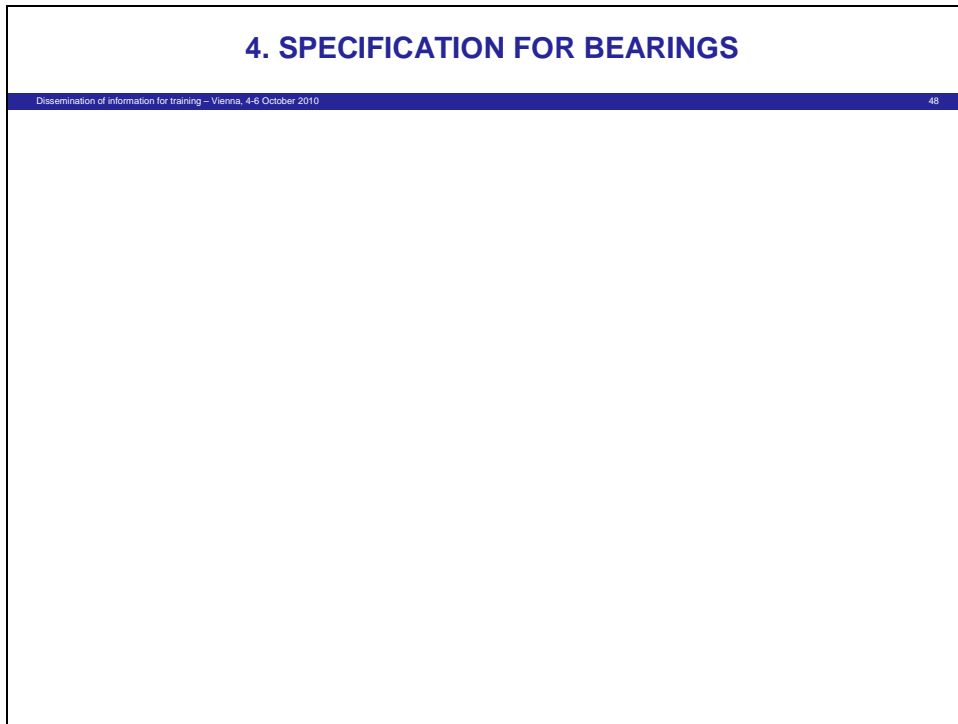 4. SPECIFICATION FOR BEARINGS
Dissemination of information for training – Vienna, 4-6 October 2010 48